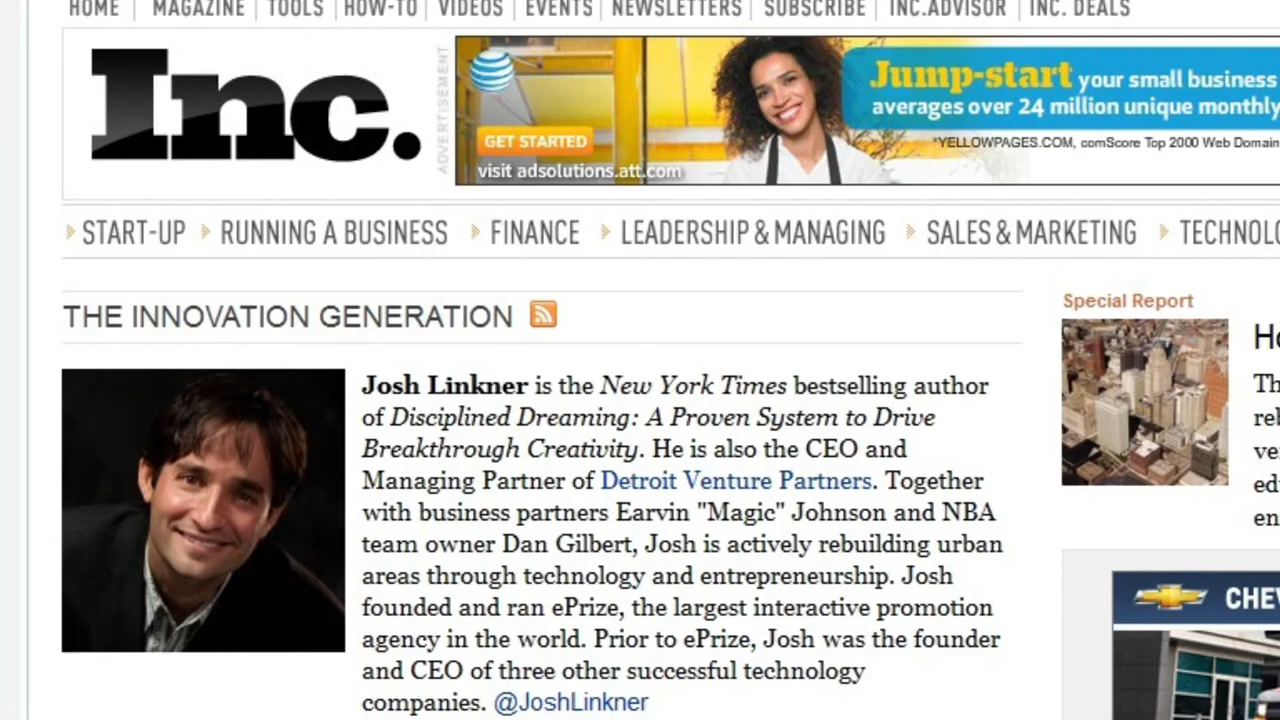 HOME MAGAZINE TOOLS HOW-TO VIDEOS EVENTS NEWSLETTERS SUBSCRIBE INC.ADVISOR INC. DEALS
Inc.
ADVERTISEMENT
Jump-start your small business
averages over 24 million unique monthly
GET STARTED
*YELLOWPAGES.COM, comScore Top 2000 Web Domain
visit adsolutions.att.com
START-UP RUNNING A BUSINESS FINANCE LEADERSHIP & MANAGING SALES & MARKETING
THE INNOVATION GENERATION
Josh Linkner is the New York Times bestselling author
of Disciplined Dreaming: A Proven System to Drive
Breakthrough Creativity. He is also the CEO and
Managing Partner of Detroit Venture Partners. Together
with business partners Earvin "Magic" Johnson and NBA
team owner Dan Gilbert, Josh is actively rebuilding urban
areas through technology and entrepreneurship. Josh
founded and ran ePrize, the largest interactive promotion
agency in the world. Prior to ePrize, Josh was the founder
and CEO of three other successful technology
companies. @JoshLinkner
Special Report